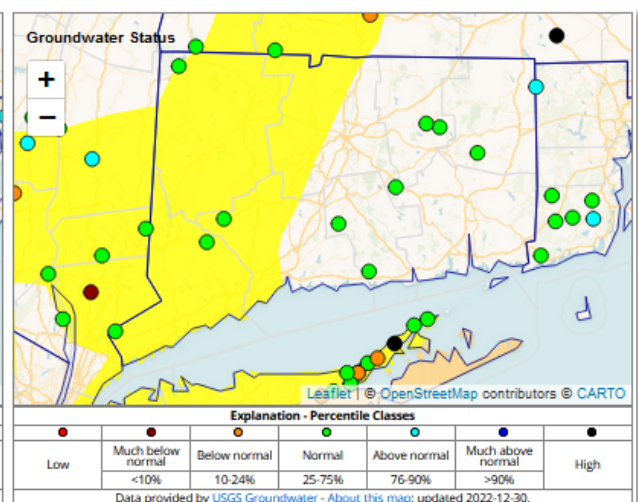 Groundwater Status
+
−
Leaflet | © OpenStreetMap contributors © CARTO
Explanation - Percentile Classes
Low
Much below normal
Below normal
Normal
Above normal
Much above normal
High
<10%
10-24%
25-75%
76-90%
>90%
Data provided by USGS Groundwater - About this map; updated 2022-12-30.